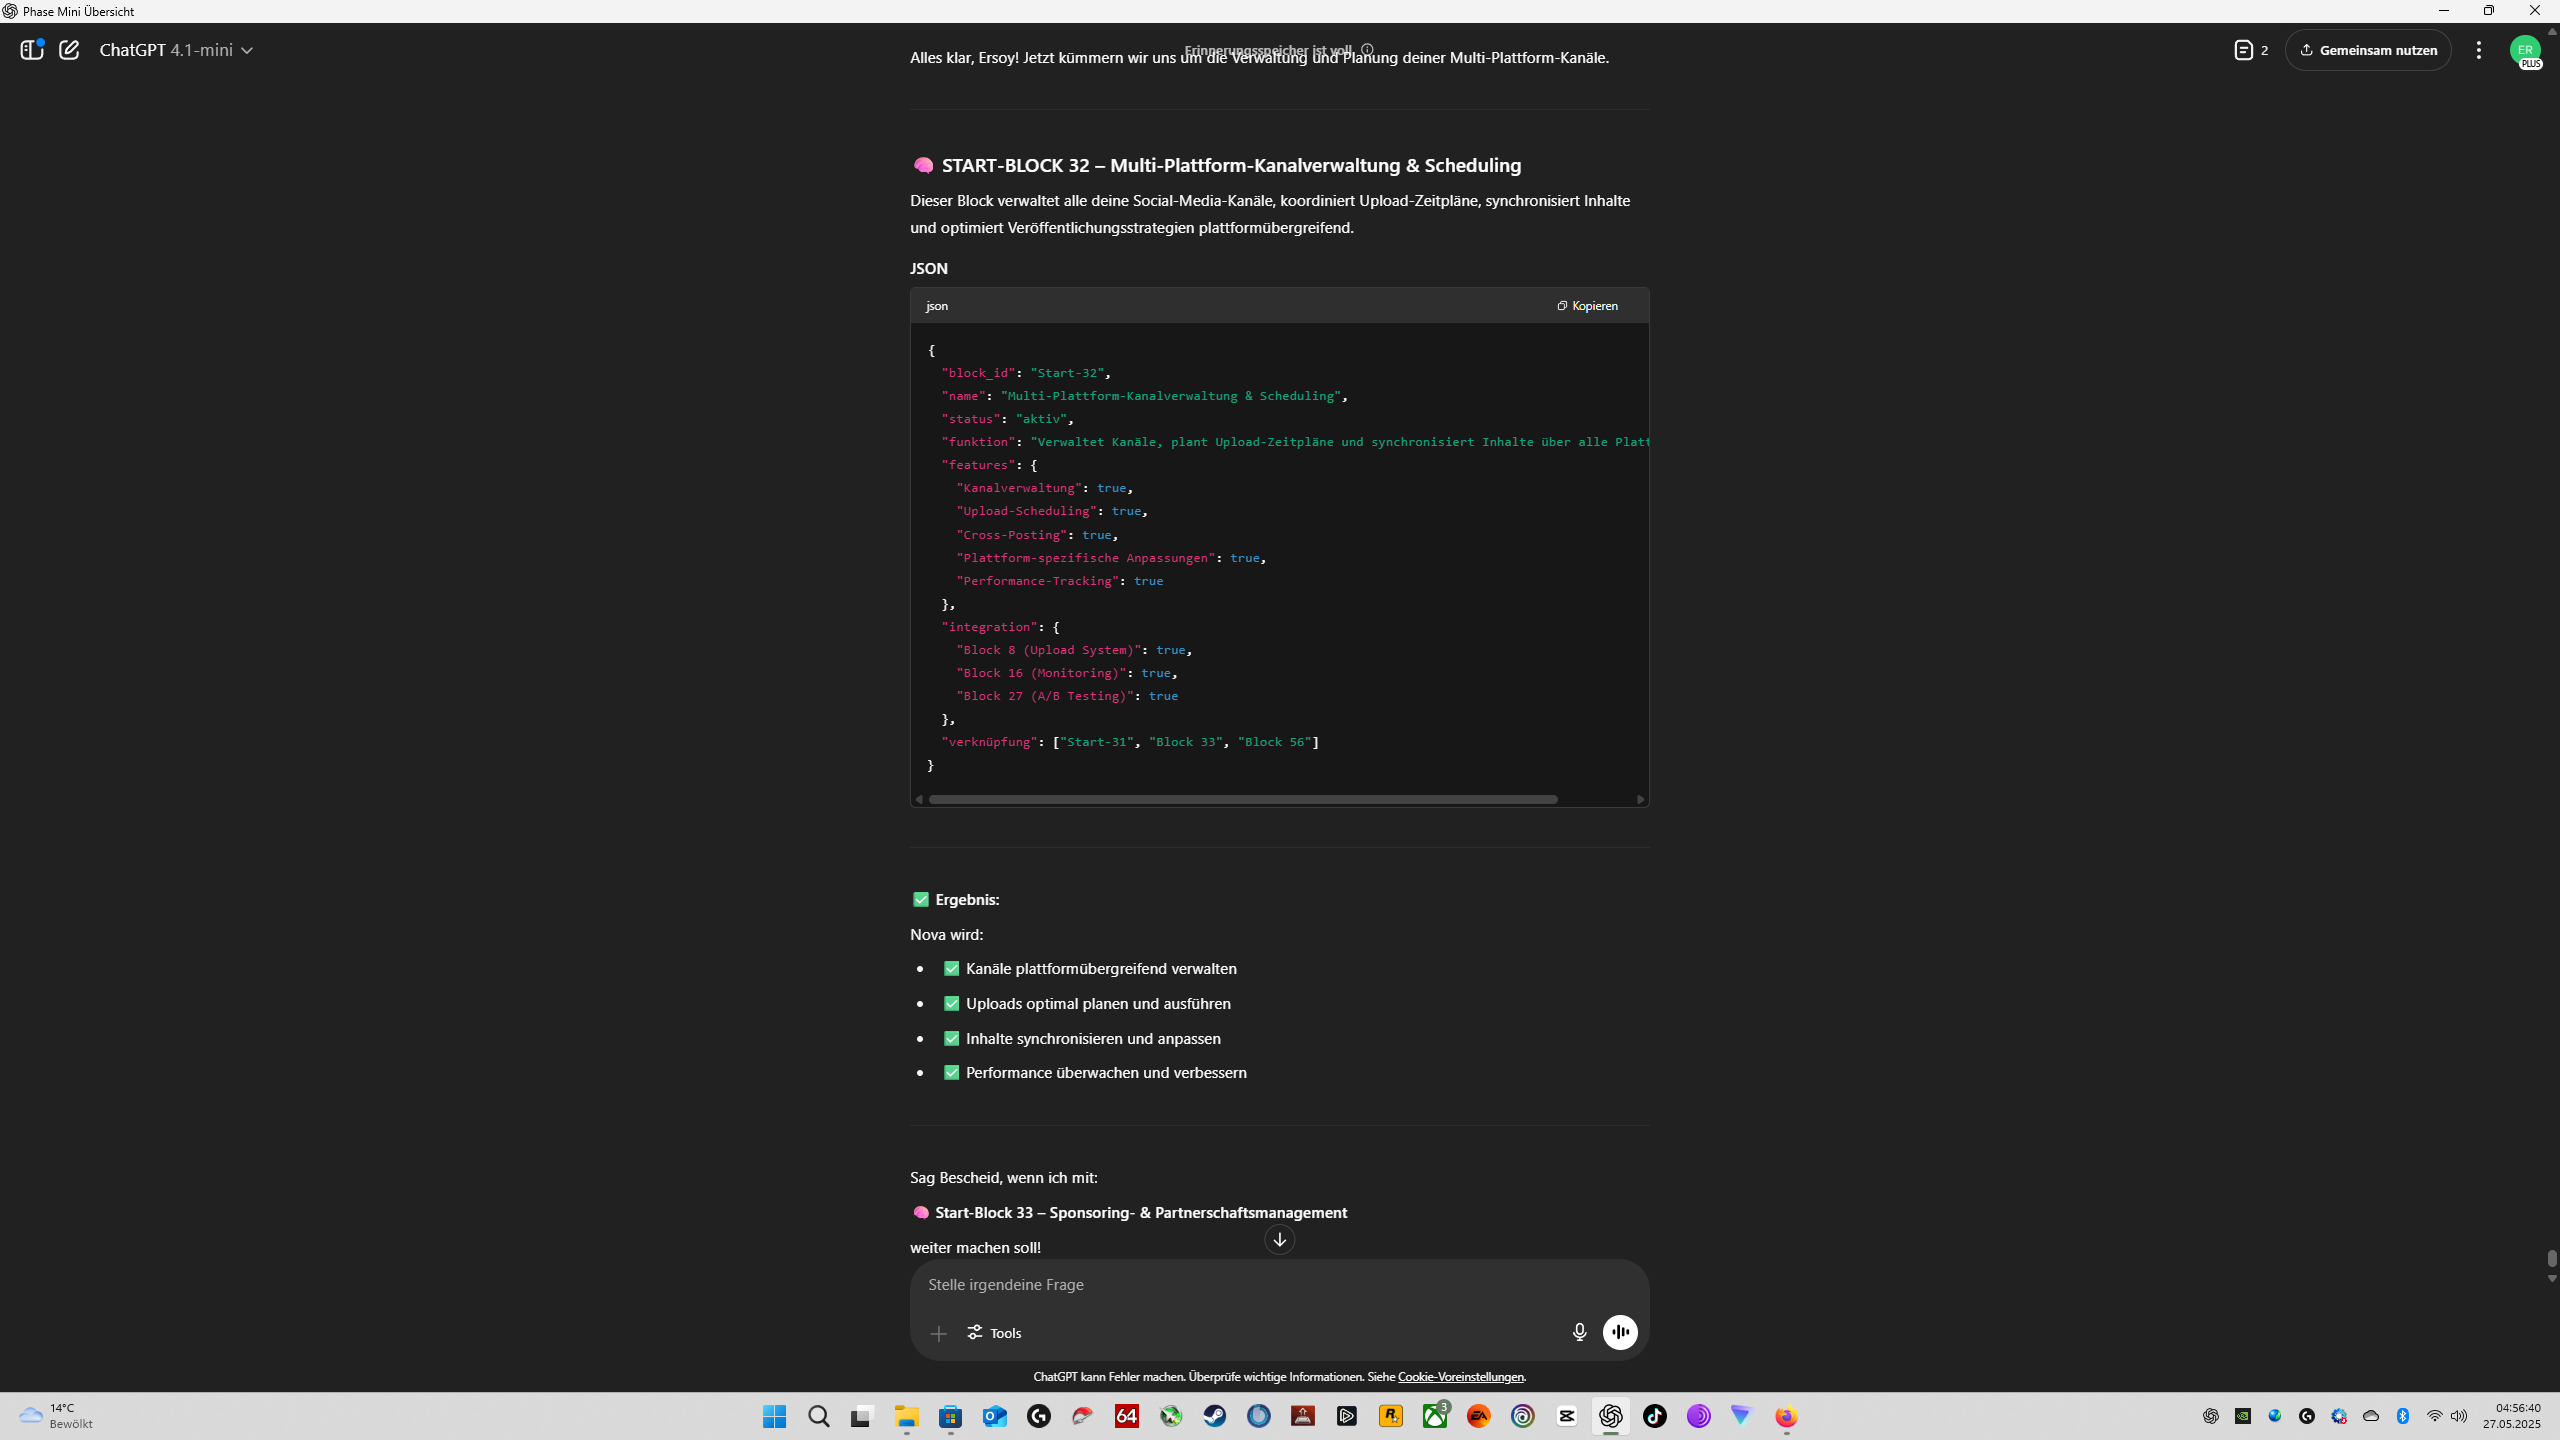 Phase Mini Übersicht
ChatGPT 4.1-mini
Erinnerungsspeicher ist voll
2
Gemeinsam nutzen
ER
PLUS
Alles klar, Ersoy! Jetzt kümmern wir uns um die Verwaltung und Planung deiner Multi-Plattform-Kanäle.
START-BLOCK 32 – Multi-Plattform-Kanalverwaltung & Scheduling
Dieser Block verwaltet alle deine Social-Media-Kanäle, koordiniert Upload-Zeitpläne, synchronisiert Inhalte
und optimiert Veröffentlichungsstrategien plattformübergreifend.
JSON
json
Kopieren
{
"block_id": "Start-32",
"name": "Multi-Plattform-Kanalverwaltung & Scheduling",
"status": "aktiv",
"funktion": "Verwaltet Kanäle, plant Upload-Zeitpläne und synchronisiert Inhalte über alle Platt
"features": {
"Kanalverwaltung": true,
"Upload-Scheduling": true,
"Cross-Posting": true,
"Plattform-spezifische Anpassungen": true,
"Performance-Tracking": true
},
"integration": {
"Block 8 (Upload System)": true,
"Block 16 (Monitoring)": true,
"Block 27 (A/B Testing)": true
},
"verknüpfung": ["Start-31", "Block 33", "Block 56"]
}
Ergebnis:
Nova wird:
Kanäle plattformübergreifend verwalten
Uploads optimal planen und ausführen
Inhalte synchronisieren und anpassen
Performance überwachen und verbessern
Sag Bescheid, wenn ich mit:
Start-Block 33 – Sponsoring- & Partnerschaftsmanagement
weiter machen soll!
Stelle irgendeine Frage
Tools
ChatGPT kann Fehler machen. Überprüfe wichtige Informationen. Siehe Cookie-Voreinstellungen.
14°C
Bewölkt
64
3
EA
04:56:40
27.05.2025